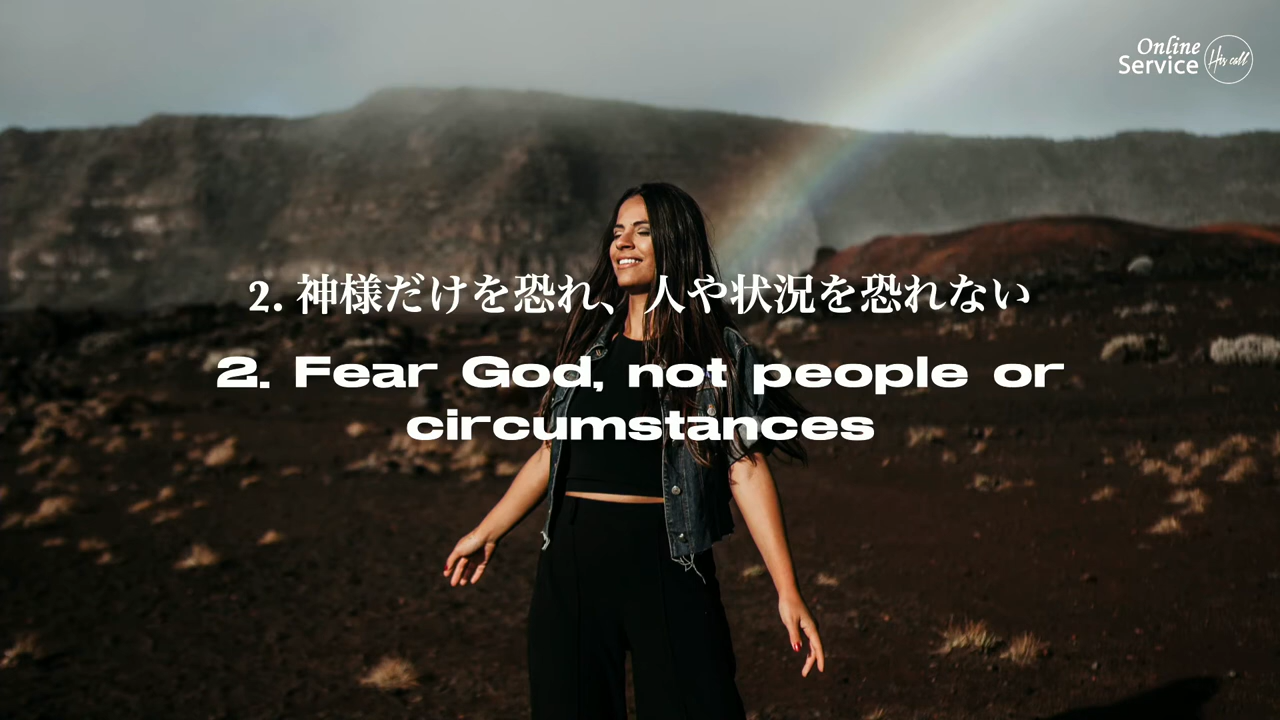 Online
Service
His call
2. 神様だけを恐れ、人や状況を恐れない
2. Fear God, not people or
circumstances